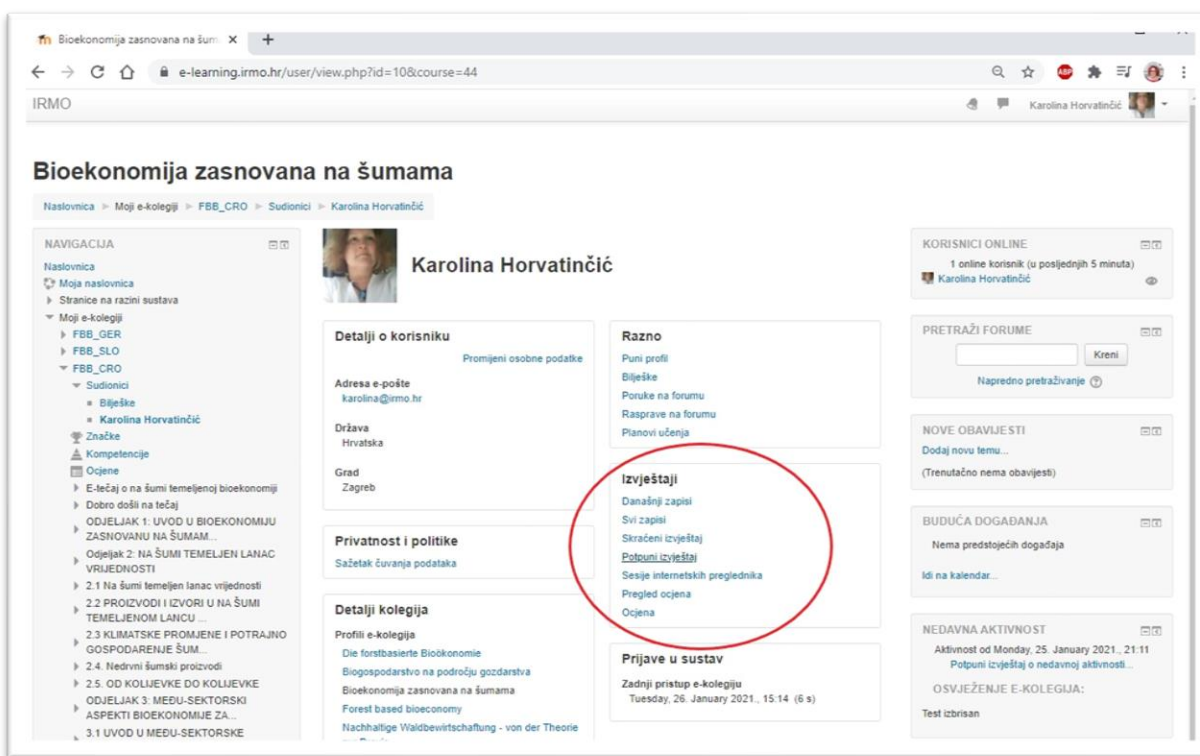 Bioekonomija zasnovana na šum
e-learning.irmo.hr/user/view.php?id=10&course=44
ABP
IRMO
Karolina Horvatinčić
Bioekonomija zasnovana na šumama
Naslovnica Moji e-kolegiji FBB_CRO Sudionici Karolina Horvatinčić
NAVIGACIJA
Naslovnica
Moja naslovnica
Stranice na razini sustava
Moji e-kolegiji
FBB_GER
FBB_SLO
FBB_CRO
Sudionici
Bilješke
Karolina Horvatinčić
Značke
Kompetencije
Ocjene
E-tečaj o na šumi temeljenoj bioekonomiji
Dobro došli na tečaj
ODJELJAK 1: UVOD U BIOEKONOMIJU
ZASNOVANU NA ŠUMAM...
Odjeljak 2: NA ŠUMI TEMELJEN LANAC
VRIJEDNOSTI
2.1 Na šumi temeljen lanac vrijednosti
2.2 PROIZVODI I IZVORI U NA ŠUMI
TEMELJENOM LANCU ...
2.3 KLIMATSKE PROMJENE I POTRAJNO
GOSPODARENJE ŠUM...
2.4. Nedrvni šumski proizvodi
2.5. OD KOLIJEVKE DO KOLIJEVKE
ODJELJAK 3: MEĐU-SEKTORSKI
ASPEKTI BIOEKONOMIJE ZA...
3.1 UVOD U MEĐU-SEKTORSKE
Karolina Horvatinčić
Detalji o korisniku
Promijeni osobne podatke
Adresa e-pošte
karolina@irmo.hr
Država
Hrvatska
Grad
Zagreb
Privatnost i politike
Sažetak čuvanja podataka
Detalji kolegija
Profili e-kolegija
Die forstbasierte Bioökonomie
Biogospodarstvo na području gozdarstva
Bioekonomija zasnovana na šumama
Forest based bioeconomy
Nachhaltige Waldbewirtschaftung - von der Theorie
Razno
Puni profil
Bilješke
Poruke na forumu
Rasprave na forumu
Planovi učenja
Izvještaji
Današnji zapisi
Svi zapisi
Skraćeni izvještaj
Potpuni izvještaj
Sesije internetskih preglednika
Pregled ocjena
Ocjena
Prijave u sustav
Zadnji pristup e-kolegiju
Tuesday, 26. January 2021., 15:14 (6 s)
KORISNICI ONLINE
1 online korisnik (u posljednjih 5 minuta)
Karolina Horvatinčić
PRETRAŽI FORUME
Kreni
Napredno pretraživanje
NOVE OBAVIJESTI
Dodaj novu temu...
(Trenutačno nema obavijesti)
BUDUĆA DOGAĐANJA
Nema predstojećih događaja
Idi na kalendar...
NEDAVNA AKTIVNOST
Aktivnost od Monday, 25. January 2021., 21:11
Potpuni izvještaj o nedavnoj aktivnosti...
OSVJEŽENJE E-KOLEGIJA:
Test izbrisan